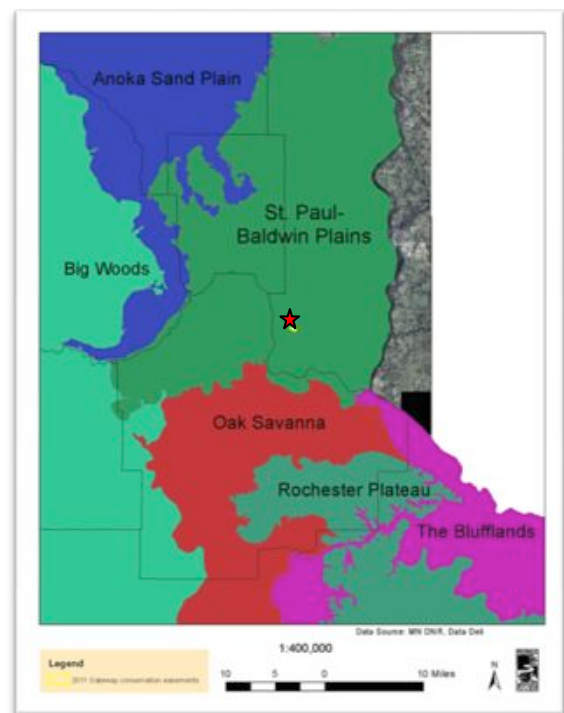 Anoka Sand Plain
St. Paul-
Baldwin Plains
Big Woods
Oak Savanna
Rochester Plateau
The Blufflands
Data Source: MN DNR, Data Deli
1:400,000
Legend
2011 Gateway conservation easements
10 5 0 10 Miles
N